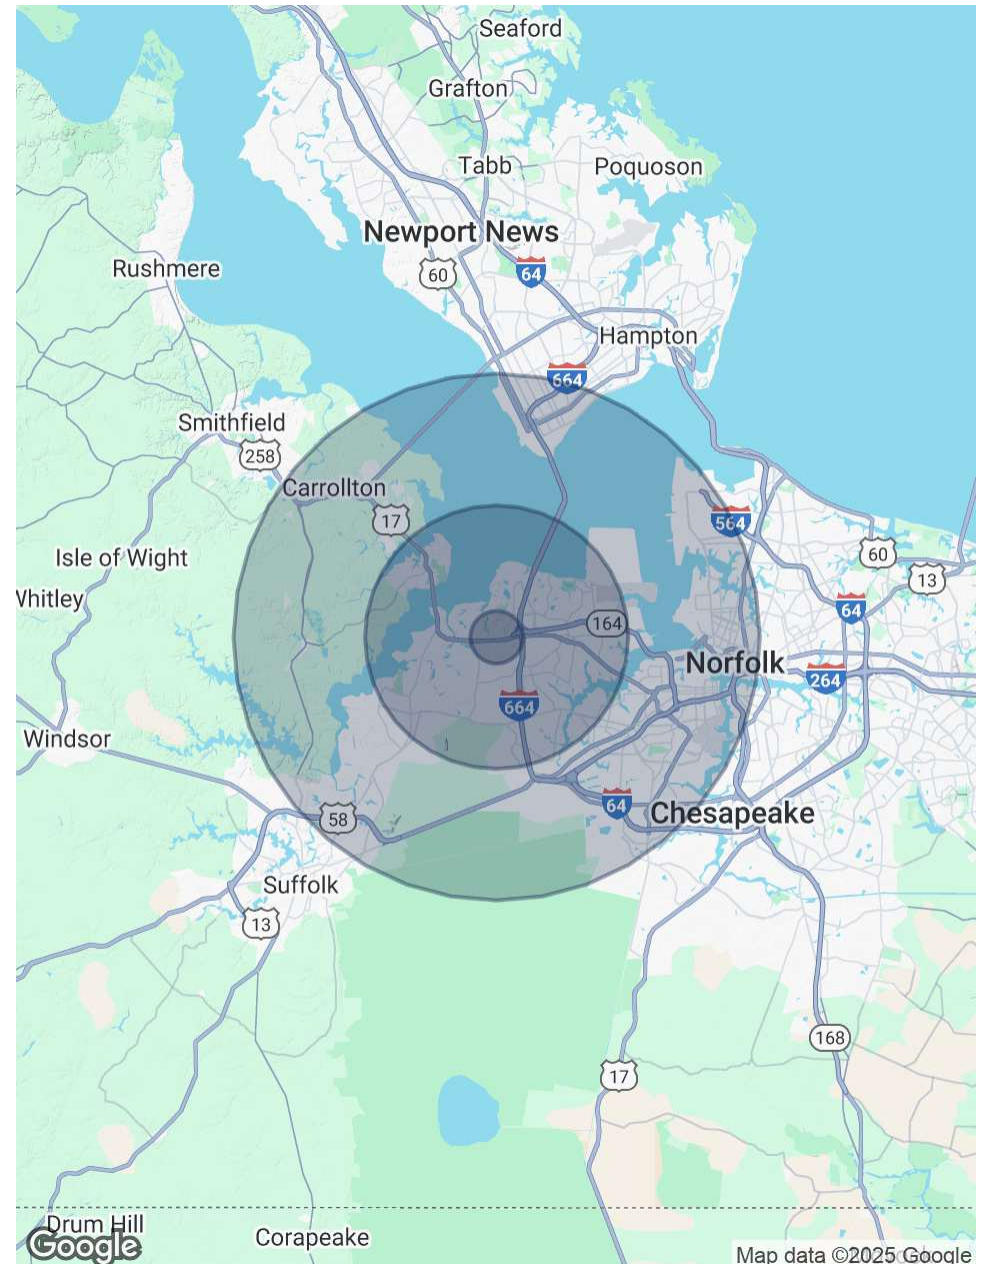 Seaford
Grafton
Tabb
Poquoson
Newport News
60
64
Rushmere
Hampton
664
Smithfield
258
Carrollton
17
564
Isle of Wight
60
13
Whitley
64
164
Norfolk
264
664
Windsor
64
Chesapeake
58
Suffolk
13
168
17
Drum Hill
Corapeake
Google
Map data ©2025 Google